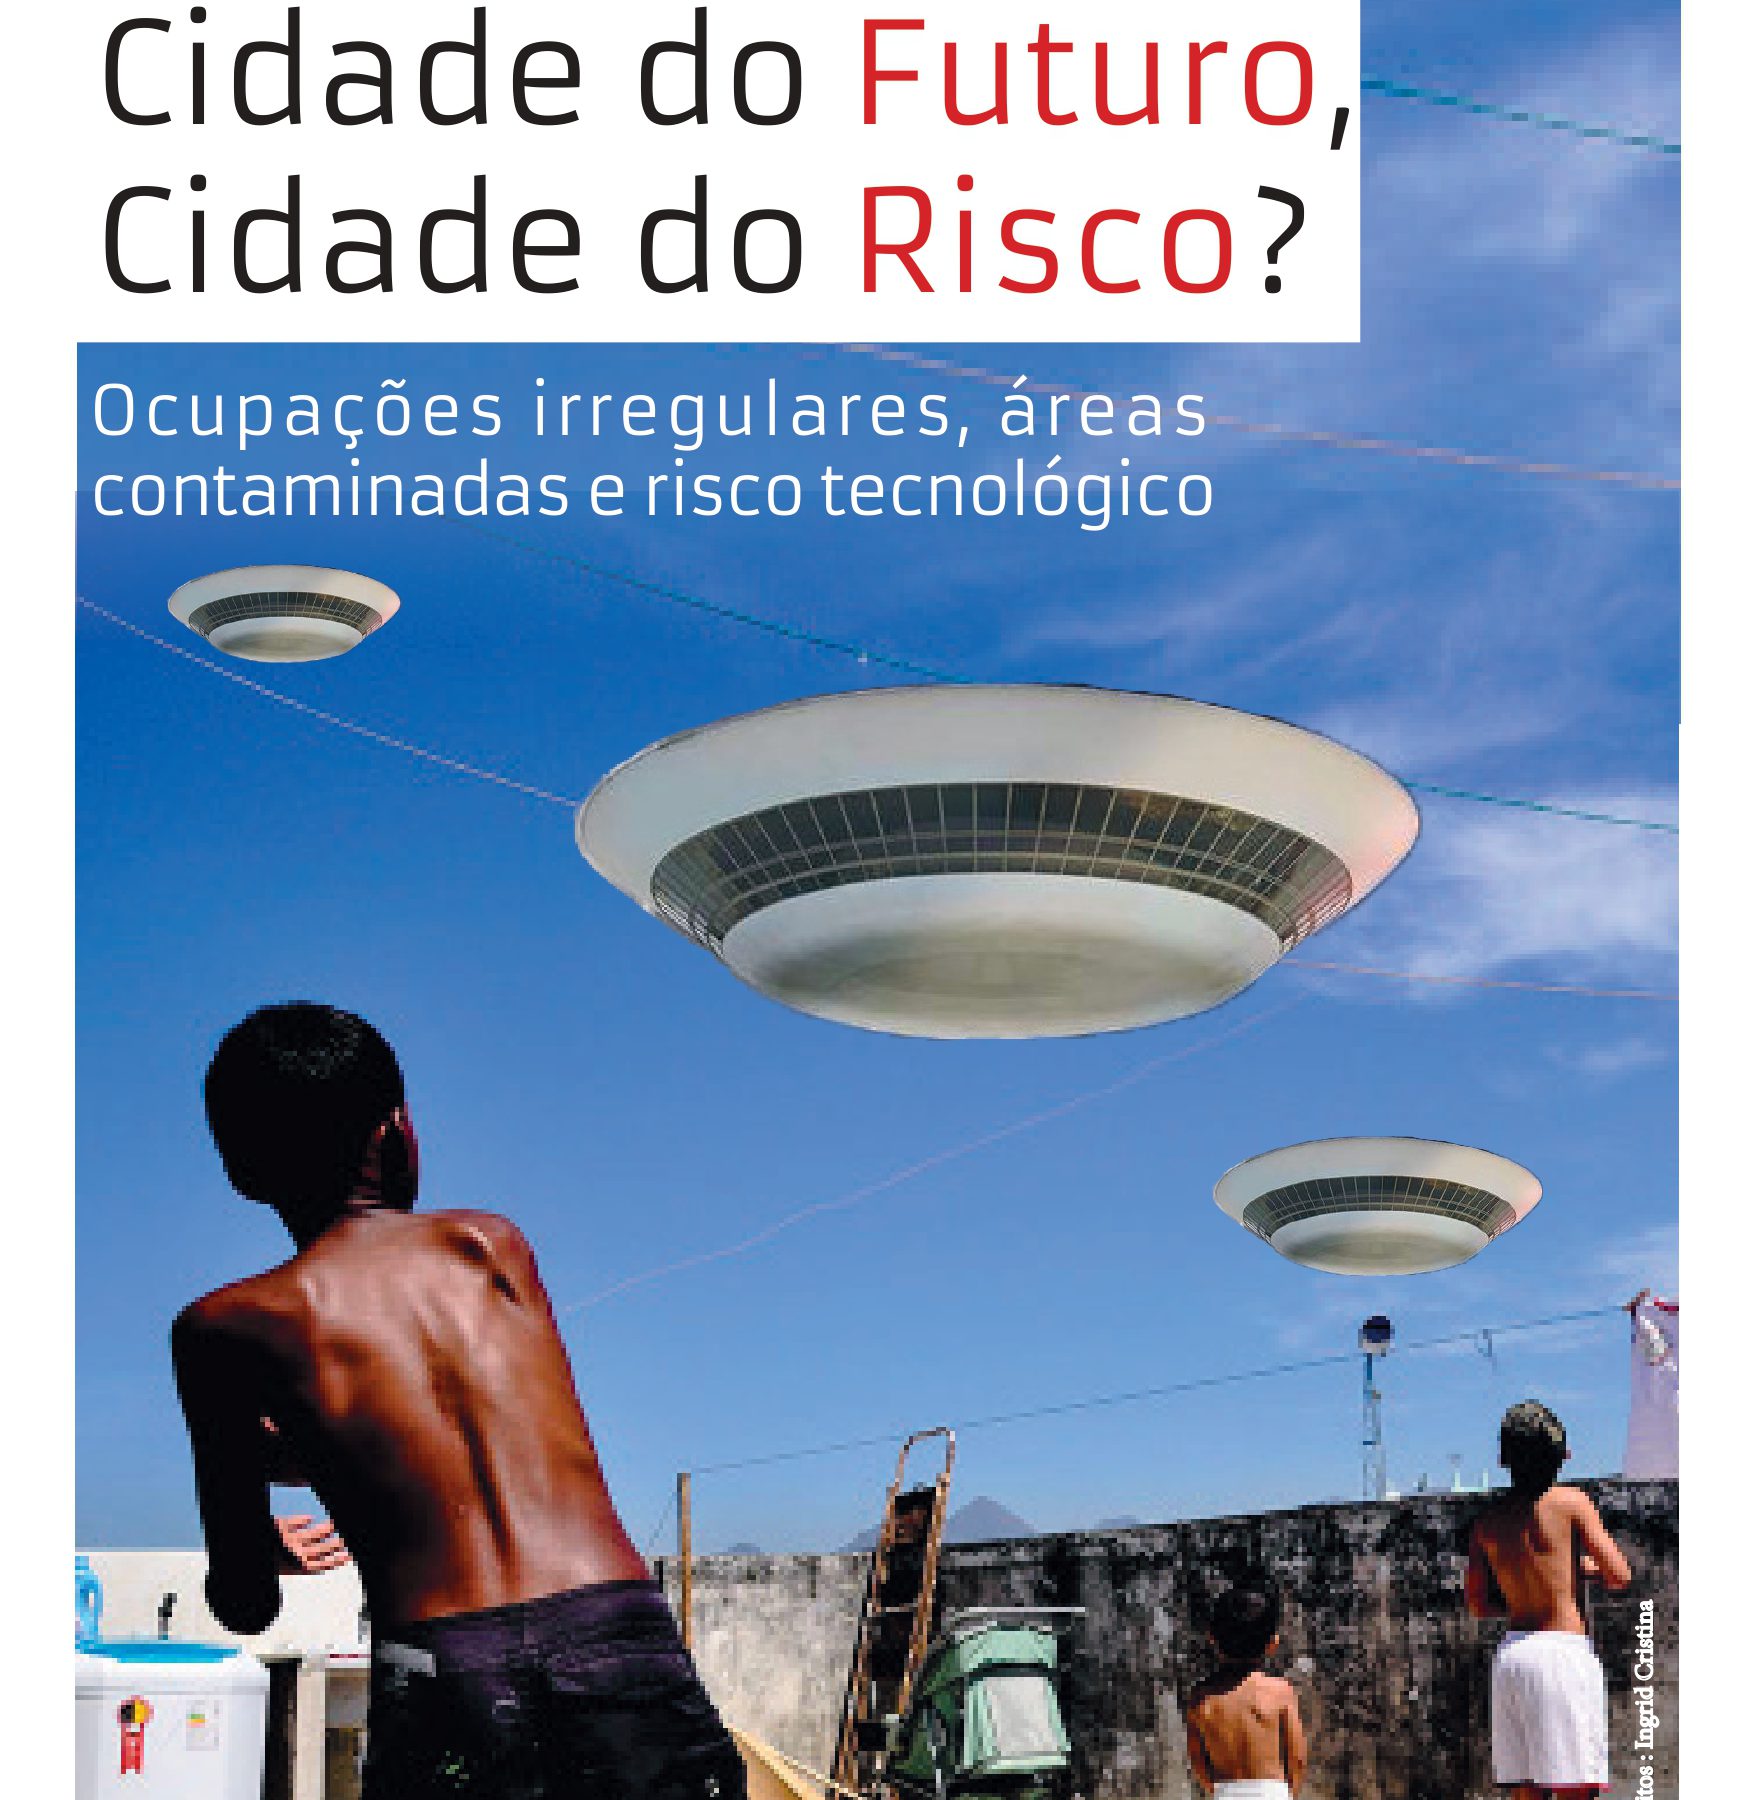 Cidade do Futuro,
Cidade do Risco?
Ocupações irregulares, áreas
contaminadas e risco tecnológico
: Ingrid Cristina